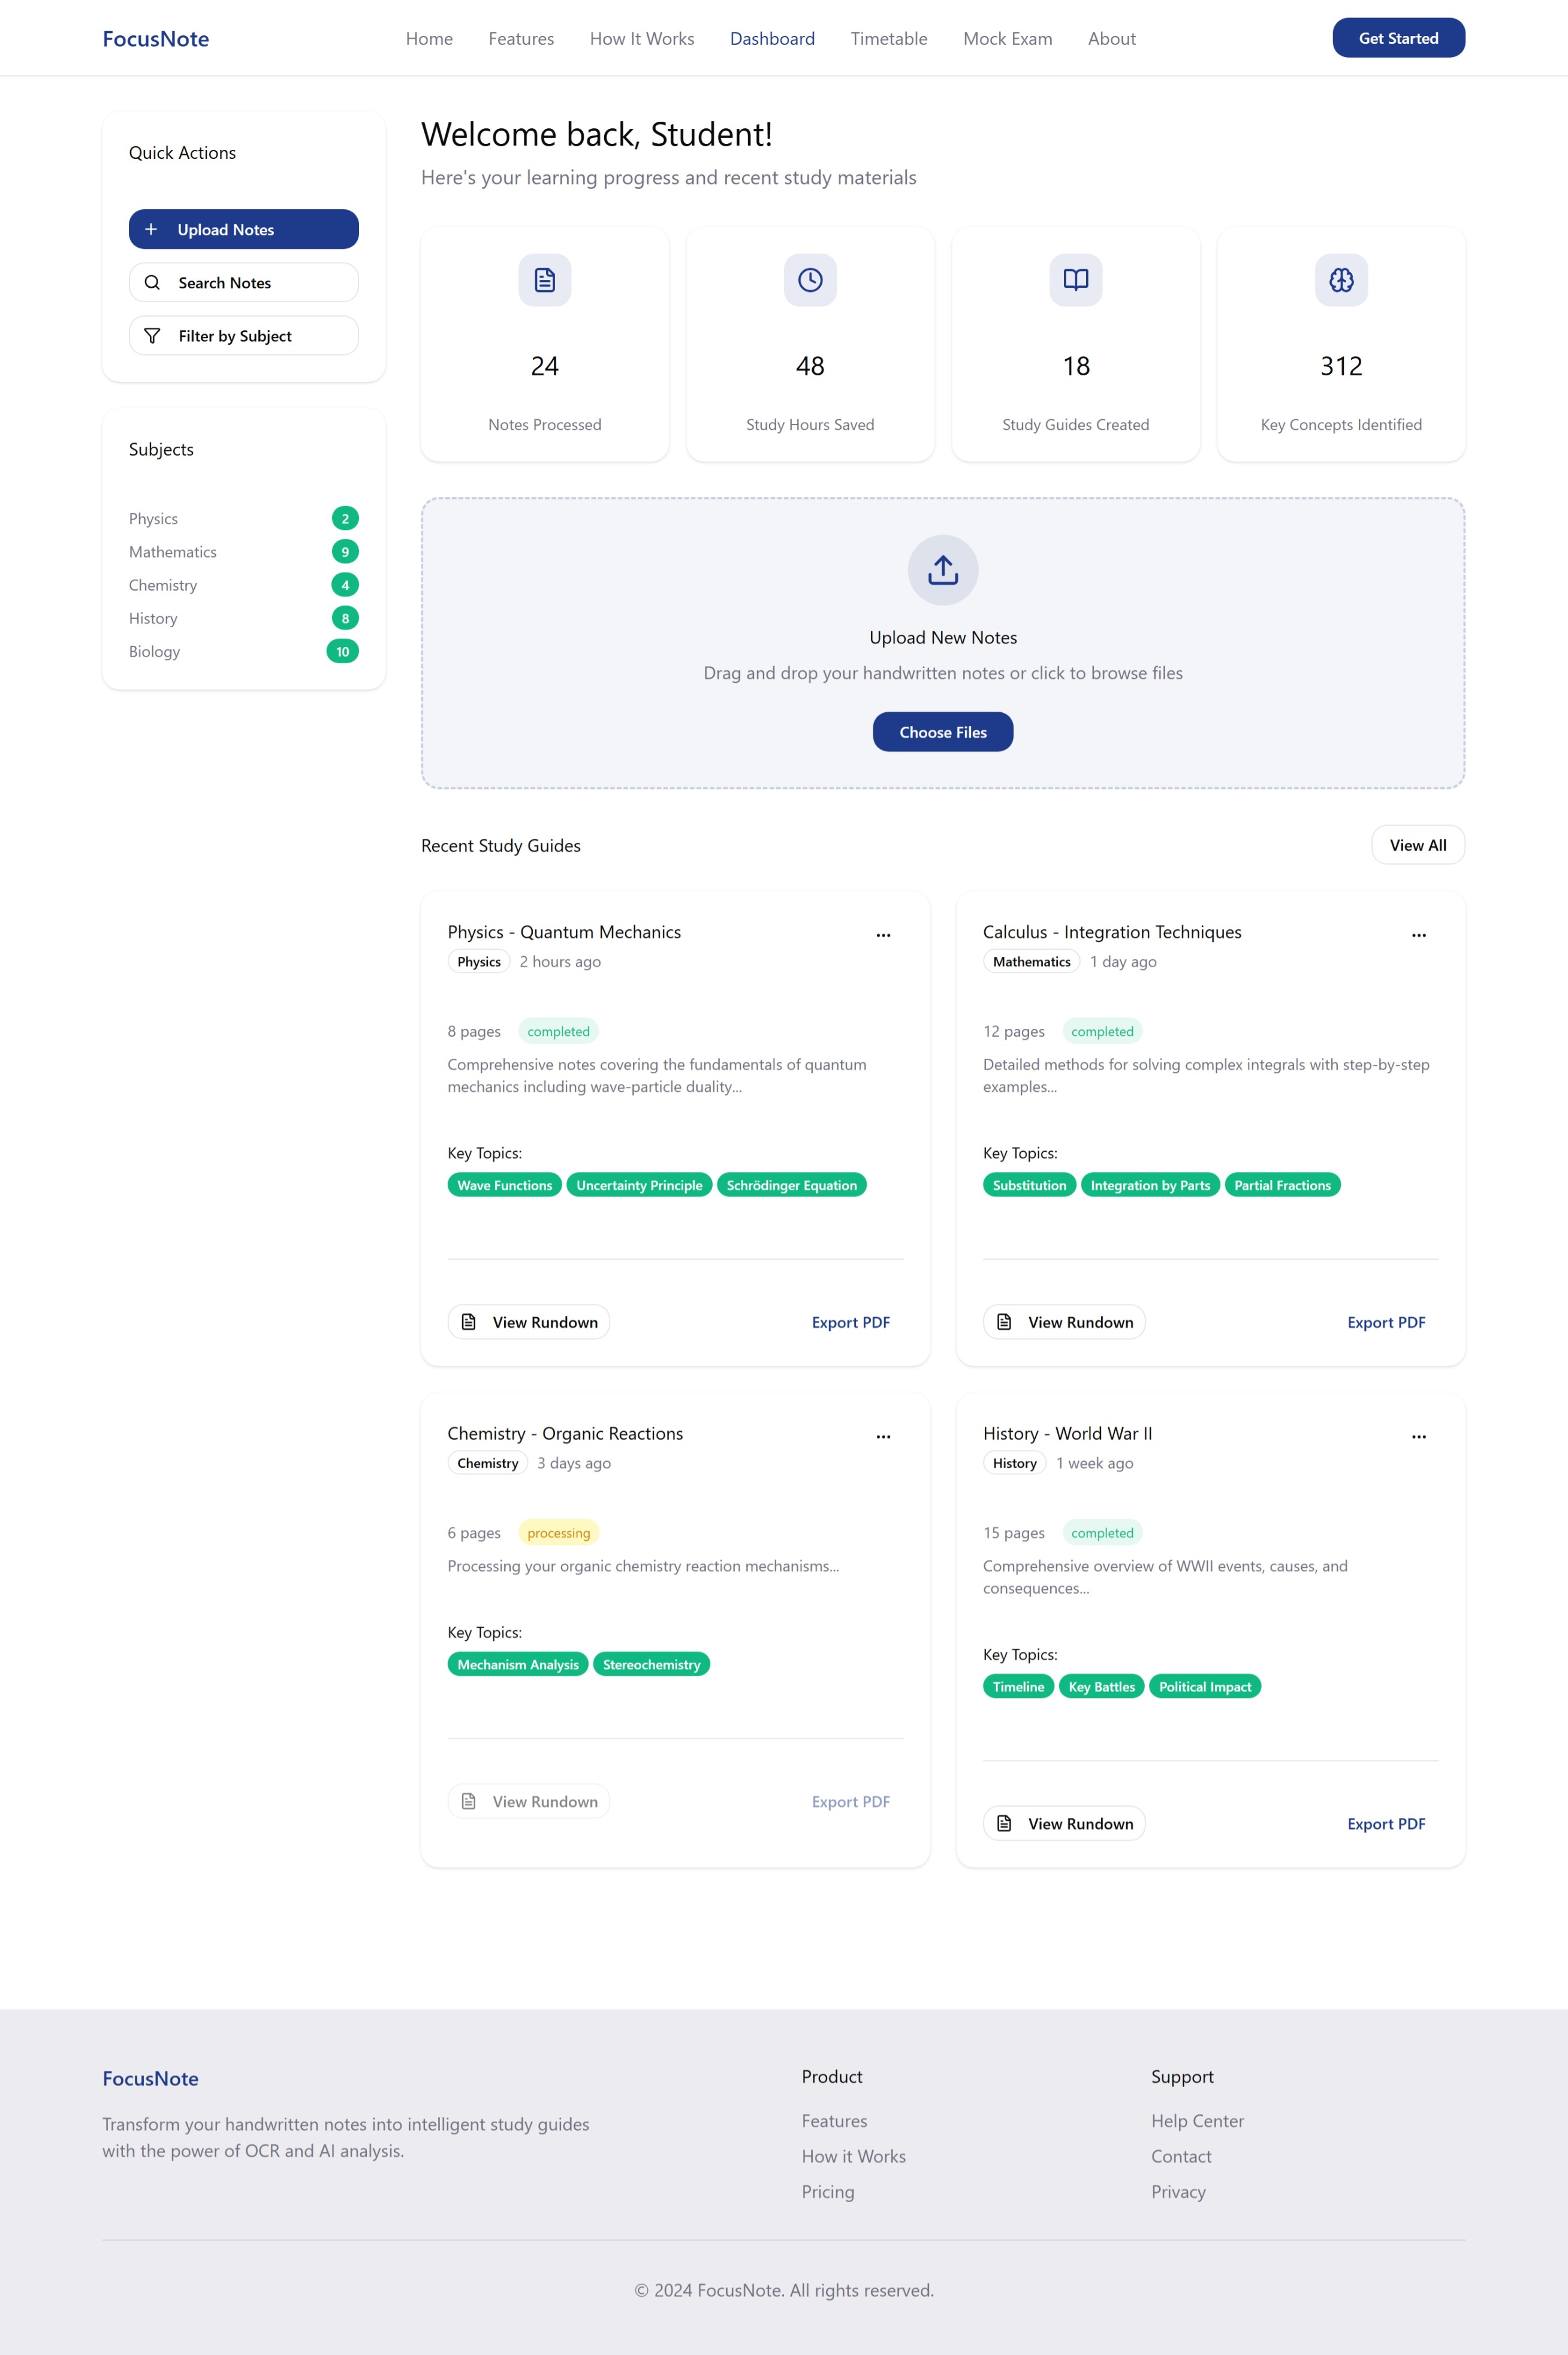 FocusNote
Home
Features
How It Works
Dashboard
Timetable
Mock Exam
About
Get Started
Quick Actions
Upload Notes
Search Notes
Filter by Subject
Subjects
Physics 2
Mathematics 9
Chemistry 4
History 8
Biology 10
Welcome back, Student!
Here's your learning progress and recent study materials
24
Notes Processed
48
Study Hours Saved
18
Study Guides Created
312
Key Concepts Identified
Upload New Notes
Drag and drop your handwritten notes or click to browse files
Choose Files
Recent Study Guides
View All
Physics - Quantum Mechanics
Physics 2 hours ago
8 pages completed
Comprehensive notes covering the fundamentals of quantum
mechanics including wave-particle duality...
Key Topics:
Wave Functions Uncertainty Principle Schrödinger Equation
View Rundown Export PDF
Calculus - Integration Techniques
Mathematics 1 day ago
12 pages completed
Detailed methods for solving complex integrals with step-by-step
examples...
Key Topics:
Substitution Integration by Parts Partial Fractions
View Rundown Export PDF
Chemistry - Organic Reactions
Chemistry 3 days ago
6 pages processing
Processing your organic chemistry reaction mechanisms...
Key Topics:
Mechanism Analysis Stereochemistry
View Rundown Export PDF
History - World War II
History 1 week ago
15 pages completed
Comprehensive overview of WWII events, causes, and
consequences...
Key Topics:
Timeline Key Battles Political Impact
View Rundown Export PDF
FocusNote
Transform your handwritten notes into intelligent study guides
with the power of OCR and AI analysis.
Product
Features
How it Works
Pricing
Support
Help Center
Contact
Privacy
© 2024 FocusNote. All rights reserved.